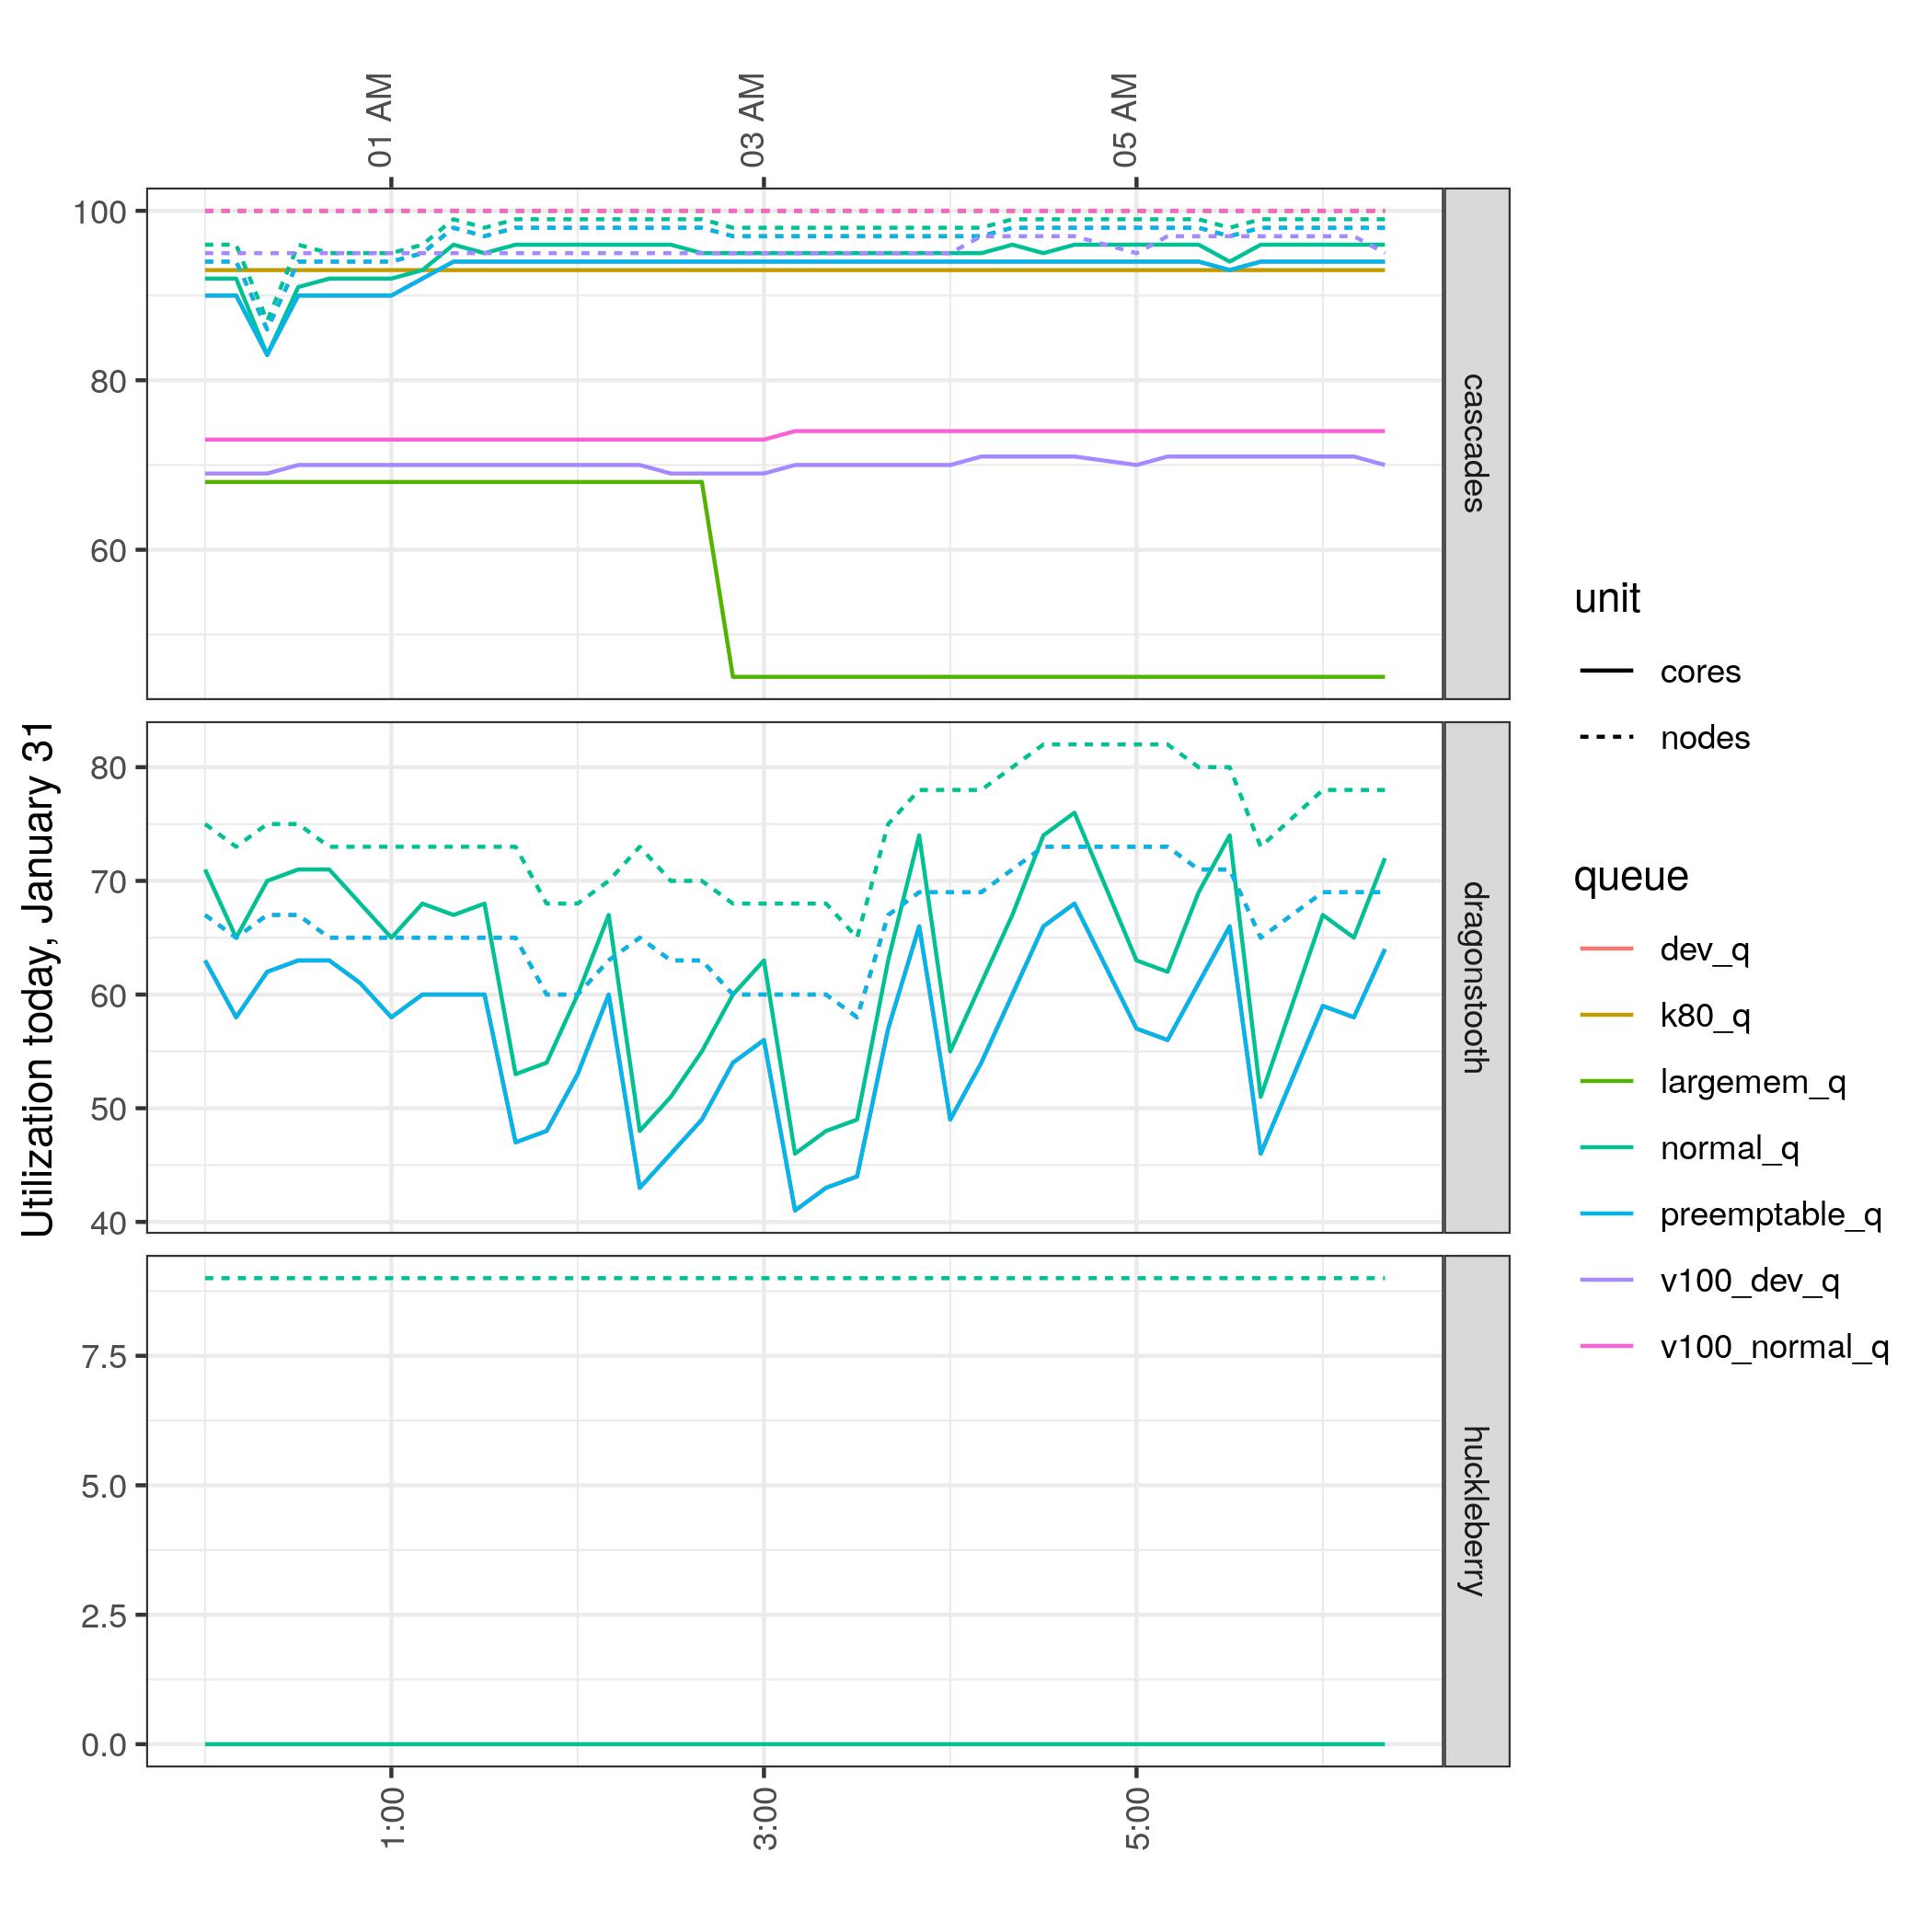 01 AM
03 AM
05 AM
100
80
60
cascades
80
70
60
50
40
dragonstooth
7.5
5.0
2.5
0.0
huckleberry
1:00
3:00
5:00
Utilization today, January 31
unit
cores
nodes
queue
dev_q
k80_q
largemem_q
normal_q
preemptable_q
v100_dev_q
v100_normal_q